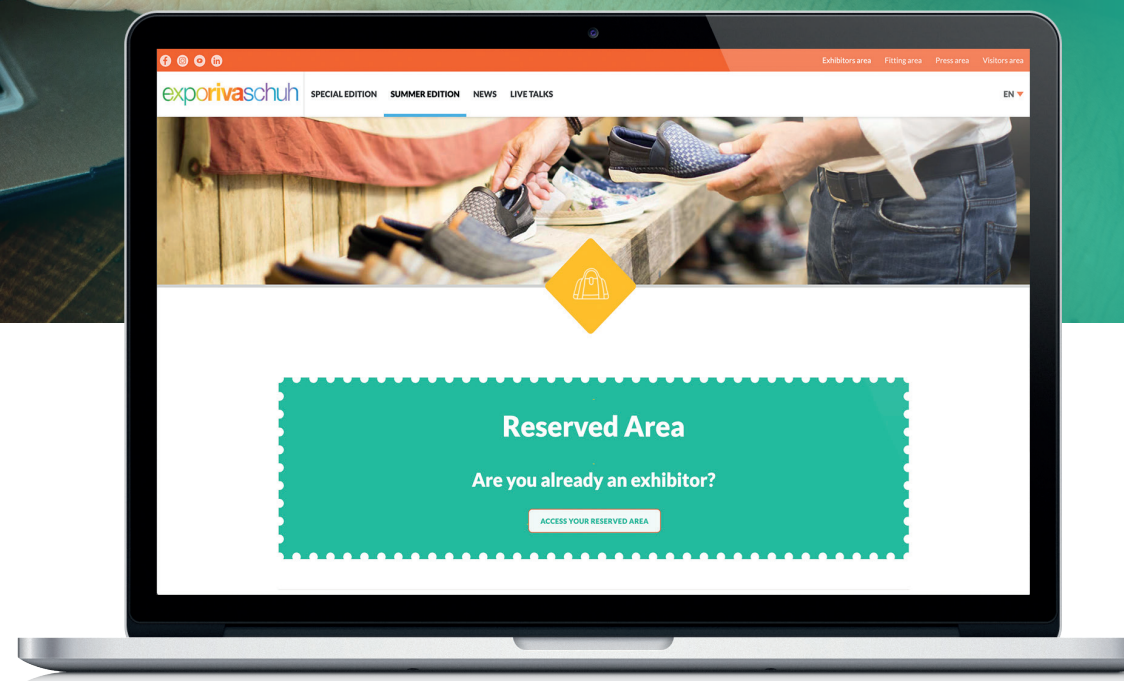 Exhibitors area Fitting area Press area Visitors area
exporivaschuh SPECIAL EDITION SUMMER EDITION NEWS LIVE TALKS EN
Reserved Area
Are you already an exhibitor?
ACCESS YOUR RESERVED AREA